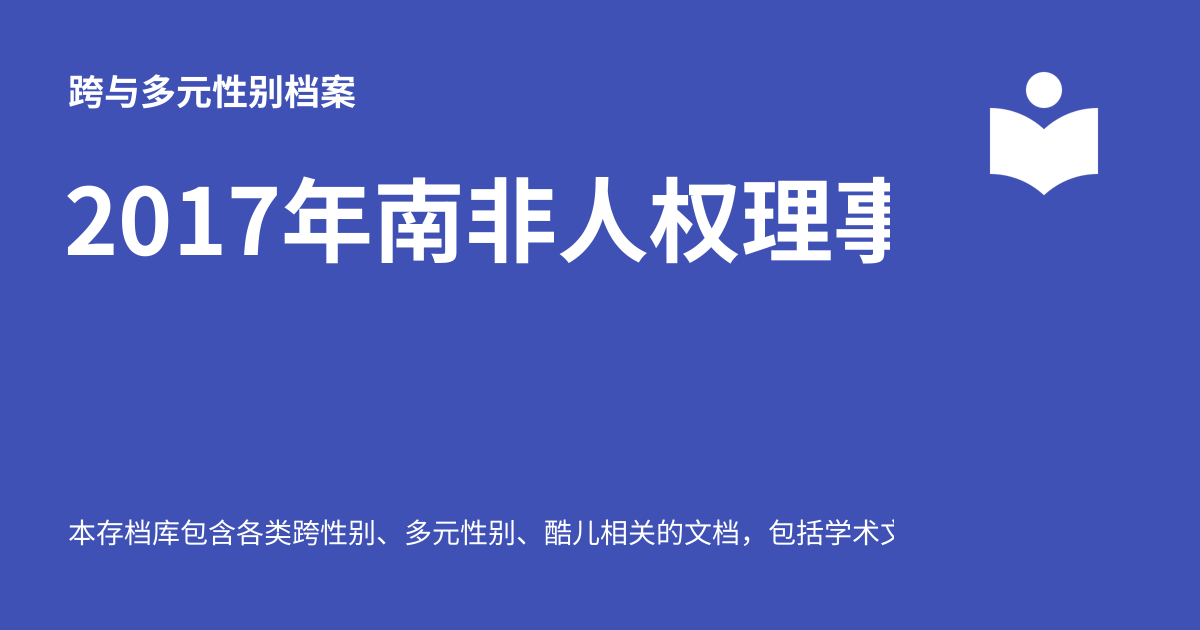 跨与多元性别档案
2017年南非人权理事
本存档库包含各类跨性别、多元性别、酷儿相关的文档，包括学术文